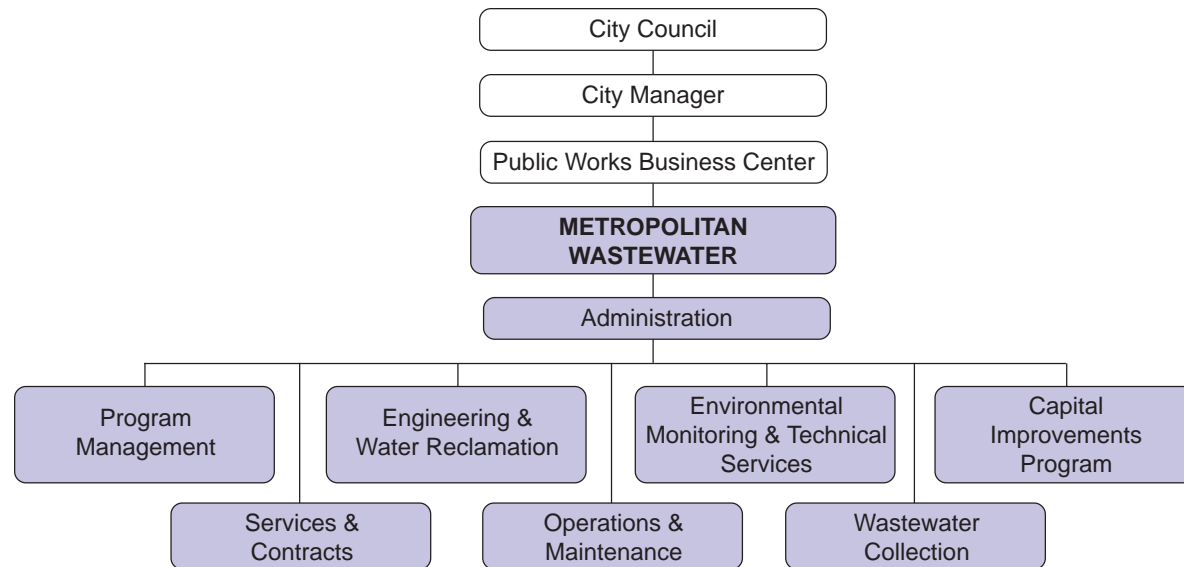 City Council
City Manager
Public Works Business Center
METROPOLITAN
WASTEWATER
Administration
Program
Management
Engineering &
Water Reclamation
Environmental
Monitoring & Technical
Services
Capital
Improvements
Program
Services &
Contracts
Operations &
Maintenance
Wastewater
Collection